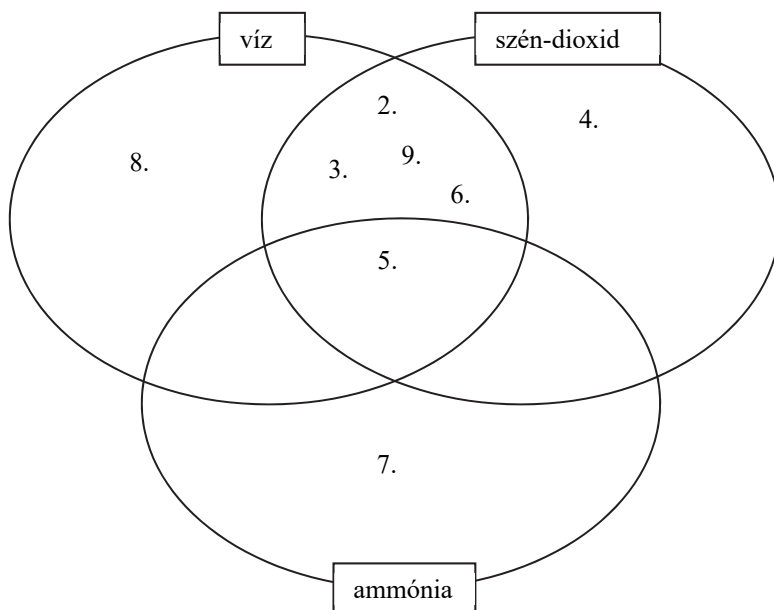 víz
szén-dioxid
2.
4.
8.
3.
9.
6.
5.
7.
ammónia